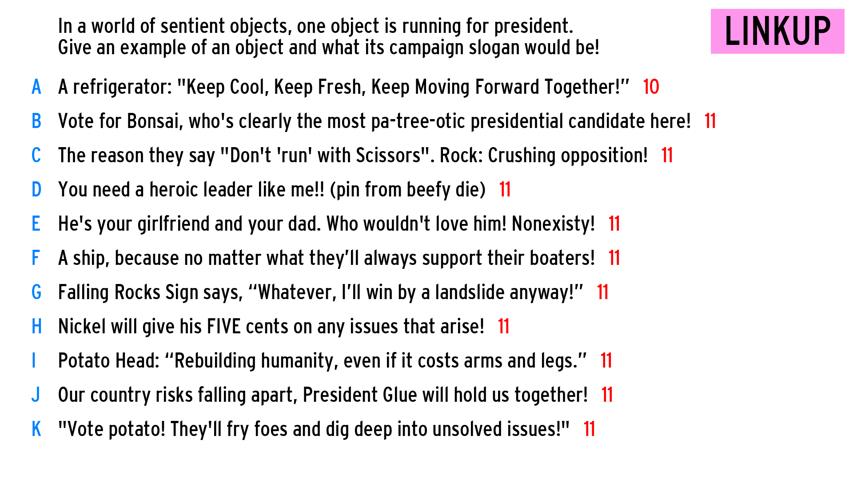 In a world of sentient objects, one object is running for president.
Give an example of an object and what its campaign slogan would be!
LINKUP
A A refrigerator: "Keep Cool, Keep Fresh, Keep Moving Forward Together!” 10
B Vote for Bonsai, who's clearly the most pa-tree-otic presidential candidate here! 11
C The reason they say "Don't 'run' with Scissors". Rock: Crushing opposition! 11
D You need a heroic leader like me!! (pin from beefy die) 11
E He's your girlfriend and your dad. Who wouldn't love him! Nonexisty! 11
F A ship, because no matter what they’ll always support their boaters! 11
G Falling Rocks Sign says, “Whatever, I’ll win by a landslide anyway!” 11
H Nickel will give his FIVE cents on any issues that arise! 11
I Potato Head: “Rebuilding humanity, even if it costs arms and legs.” 11
J Our country risks falling apart, President Glue will hold us together! 11
K "Vote potato! They'll fry foes and dig deep into unsolved issues!" 11